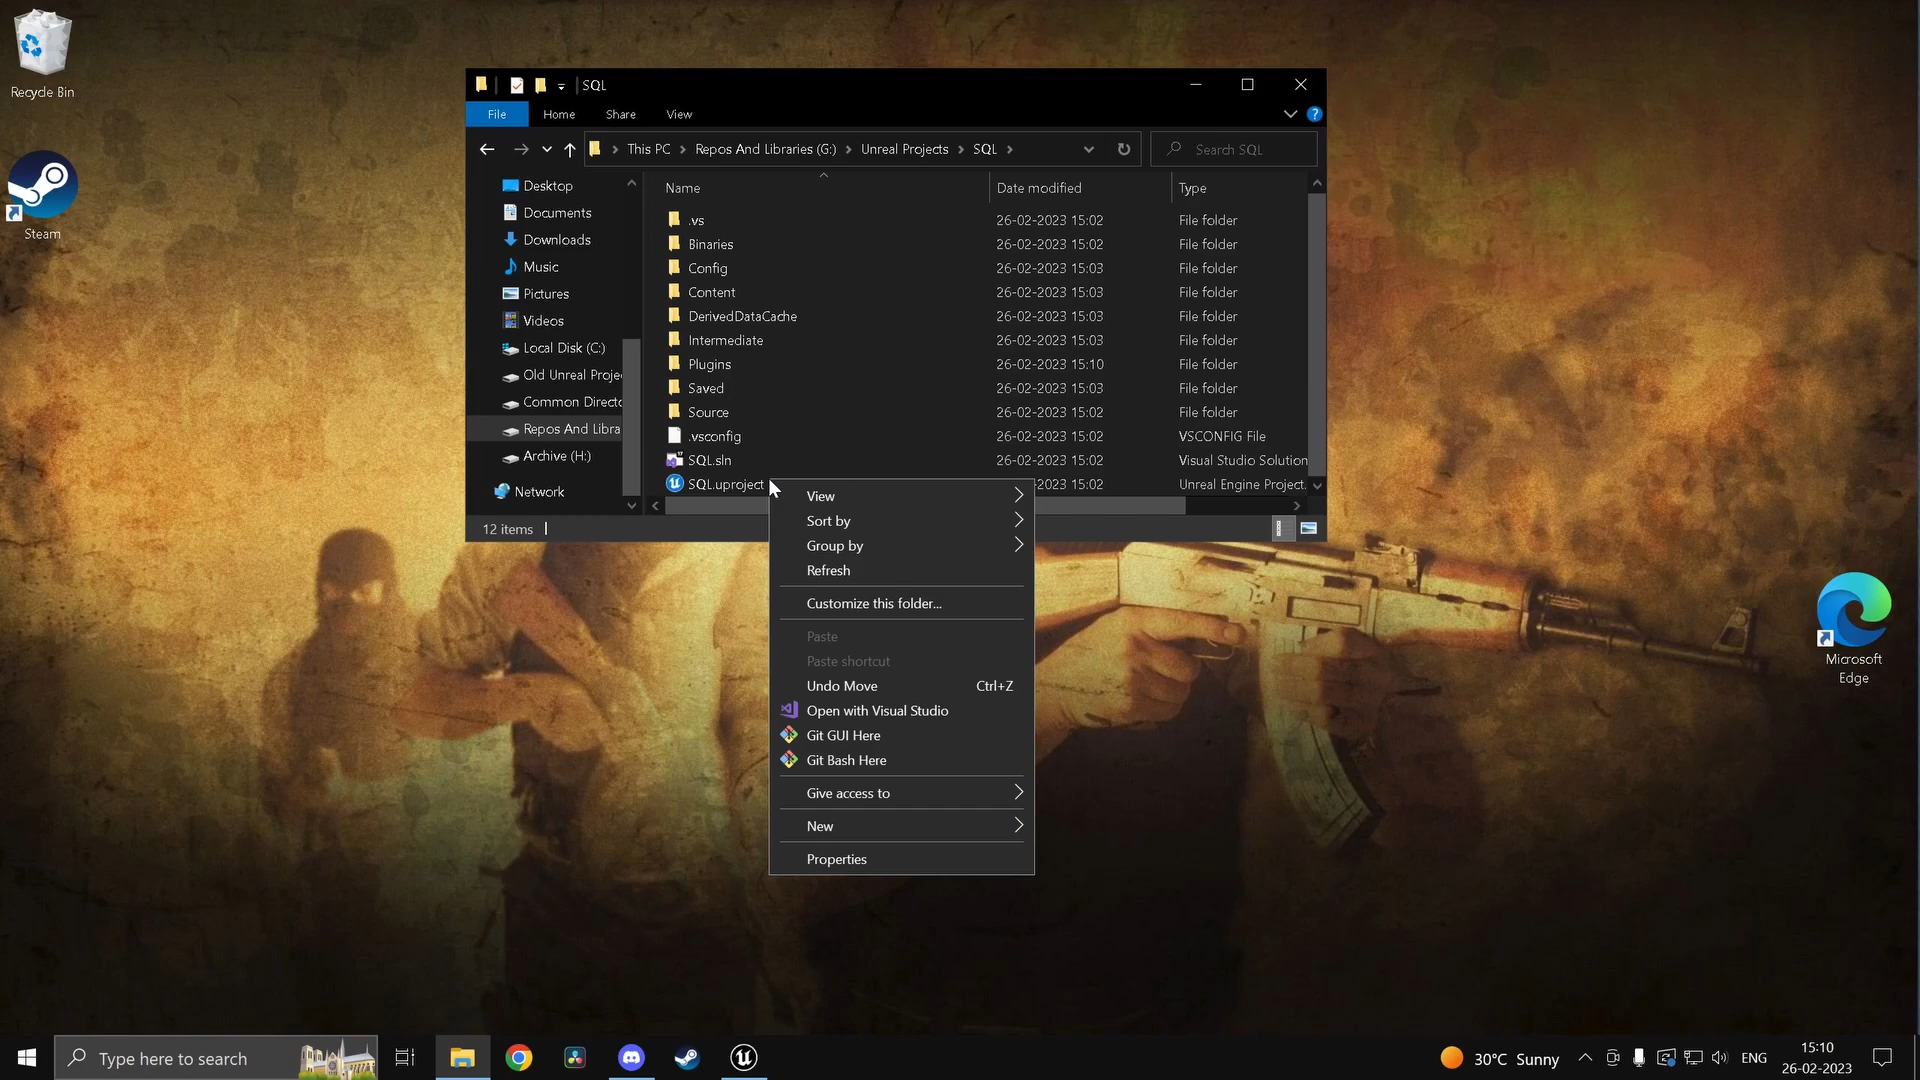 Recycle Bin
Steam
SQL
File Home Share View
This PC > Repos And Libraries (G:) > Unreal Projects > SQL >
Search SQL
Desktop
Documents
Downloads
Music
Pictures
Videos
Local Disk (C:)
Old Unreal Proje
Common Directo
Repos And Libra
Archive (H:)
Network
Name Date modified Type
.vs 26-02-2023 15:02 File folder
Binaries 26-02-2023 15:02 File folder
Config 26-02-2023 15:03 File folder
Content 26-02-2023 15:03 File folder
DerivedDataCache 26-02-2023 15:03 File folder
Intermediate 26-02-2023 15:03 File folder
Plugins 26-02-2023 15:10 File folder
Saved 26-02-2023 15:03 File folder
Source 26-02-2023 15:02 File folder
.vsconfig 26-02-2023 15:02 VSCONFIG File
SQL.sln 26-02-2023 15:02 Visual Studio Solution
SQL.uproject -2023 15:02 Unreal Engine Project.
12 items
View
Sort by
Group by
Refresh
Customize this folder...
Paste
Paste shortcut
Undo Move Ctrl+Z
Open with Visual Studio
Git GUI Here
Git Bash Here
Give access to
New
Properties
Microsoft
Edge
Type here to search
30°C Sunny
ENG
15:10
26-02-2023